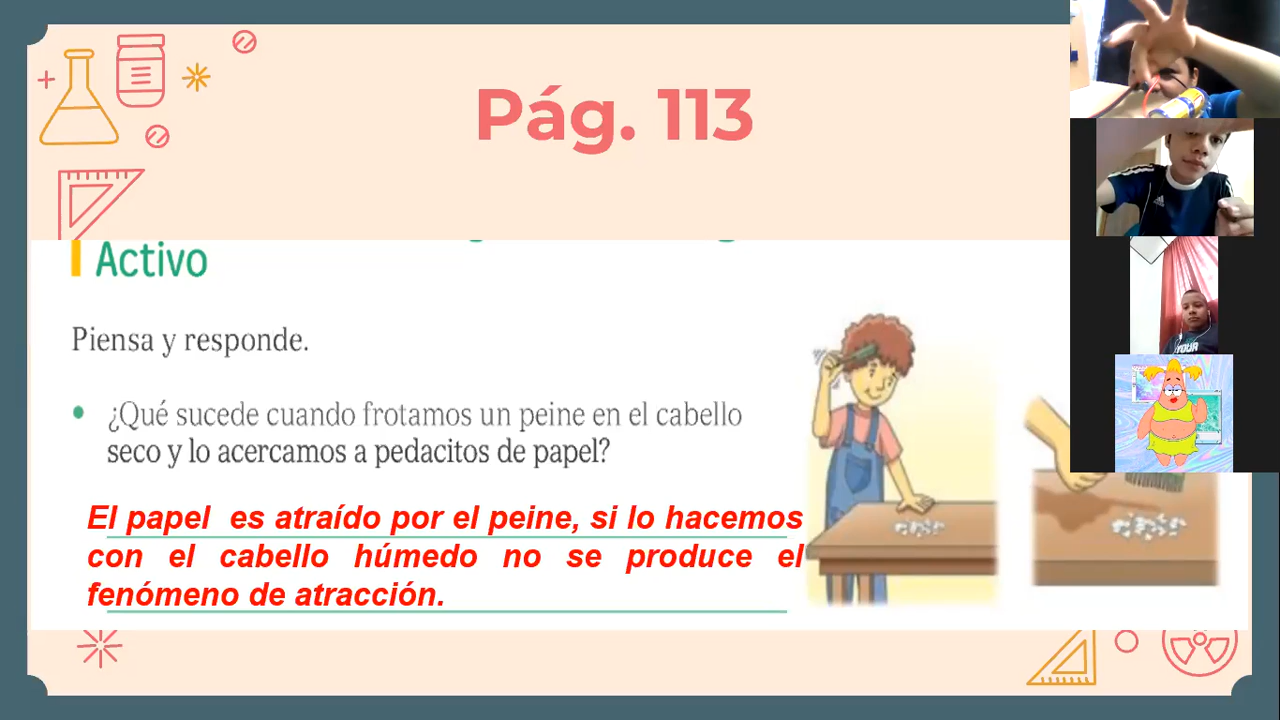 Pág. 113
Activo
Piensa y responde.
¿Qué sucede cuando frotamos un peine en el cabello
seco y lo acercamos a pedacitos de papel?
El papel es atraído por el peine, si lo hacemos
con el cabello húmedo no se produce el
fenómeno de atracción.